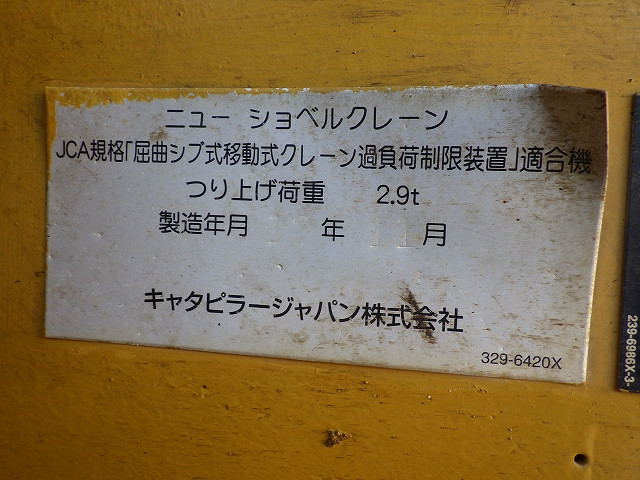 ニュー ショベルクレーン
JCA規格「屈曲ジブ式移動式クレーン過負荷制限装置」適合機
つり上げ荷重 2.9t
製造年月 年 11月
キャタピラージャパン株式会社
329-6420X
239-6986X-3